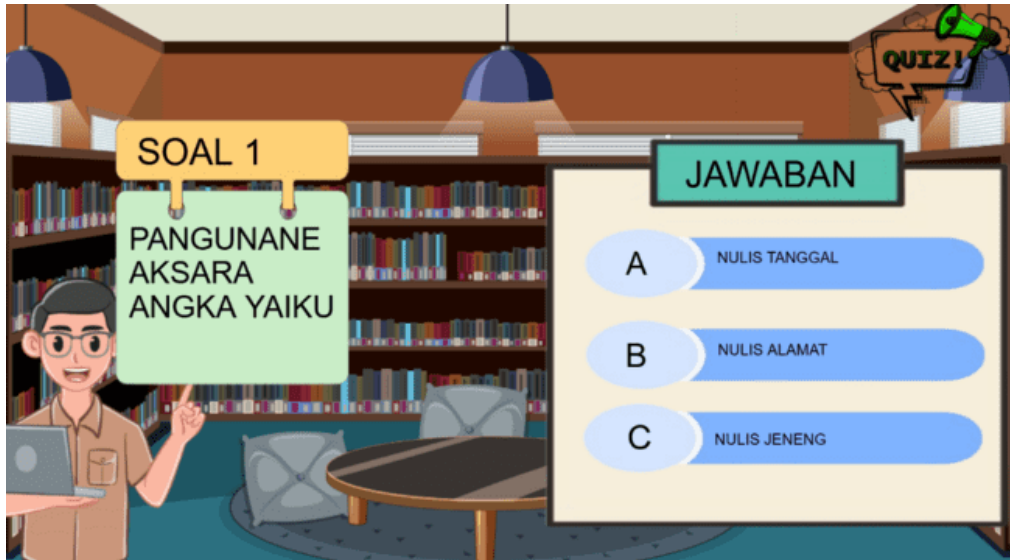 QUIZ!
SOAL 1
PANGUNANE
AKSARA
ANGKA YAIKU
JAWABAN
A NULIS TANGGAL
B NULIS ALAMAT
C NULIS JENENG